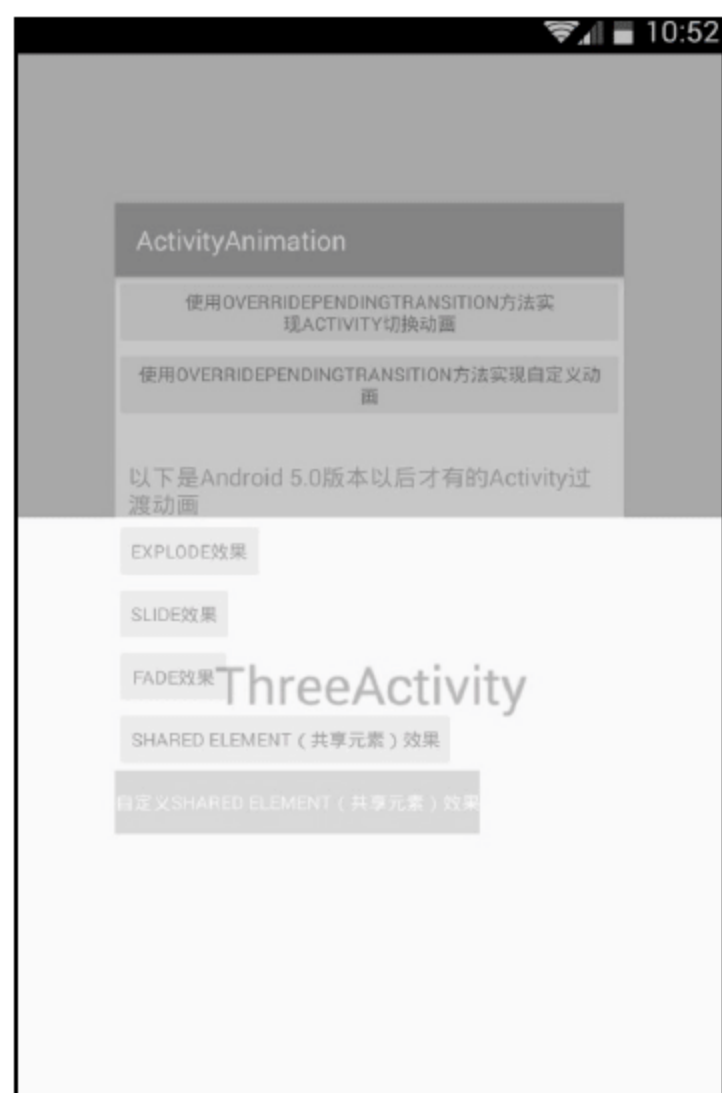 10:52
ActivityAnimation
使用OVERRIDEPENDINGTRANSITION方法实
现ACTIVITY切换动画
使用OVERRIDEPENDINGTRANSITION方法实现自定义动
画
以下是Android 5.0版本以后才有的Activity过
渡动画
EXPLODE效果
SLIDE效果
FADE效果
ThreeActivity
SHARED ELEMENT（共享元素）效果
自定义SHARED ELEMENT（共享元素）效果